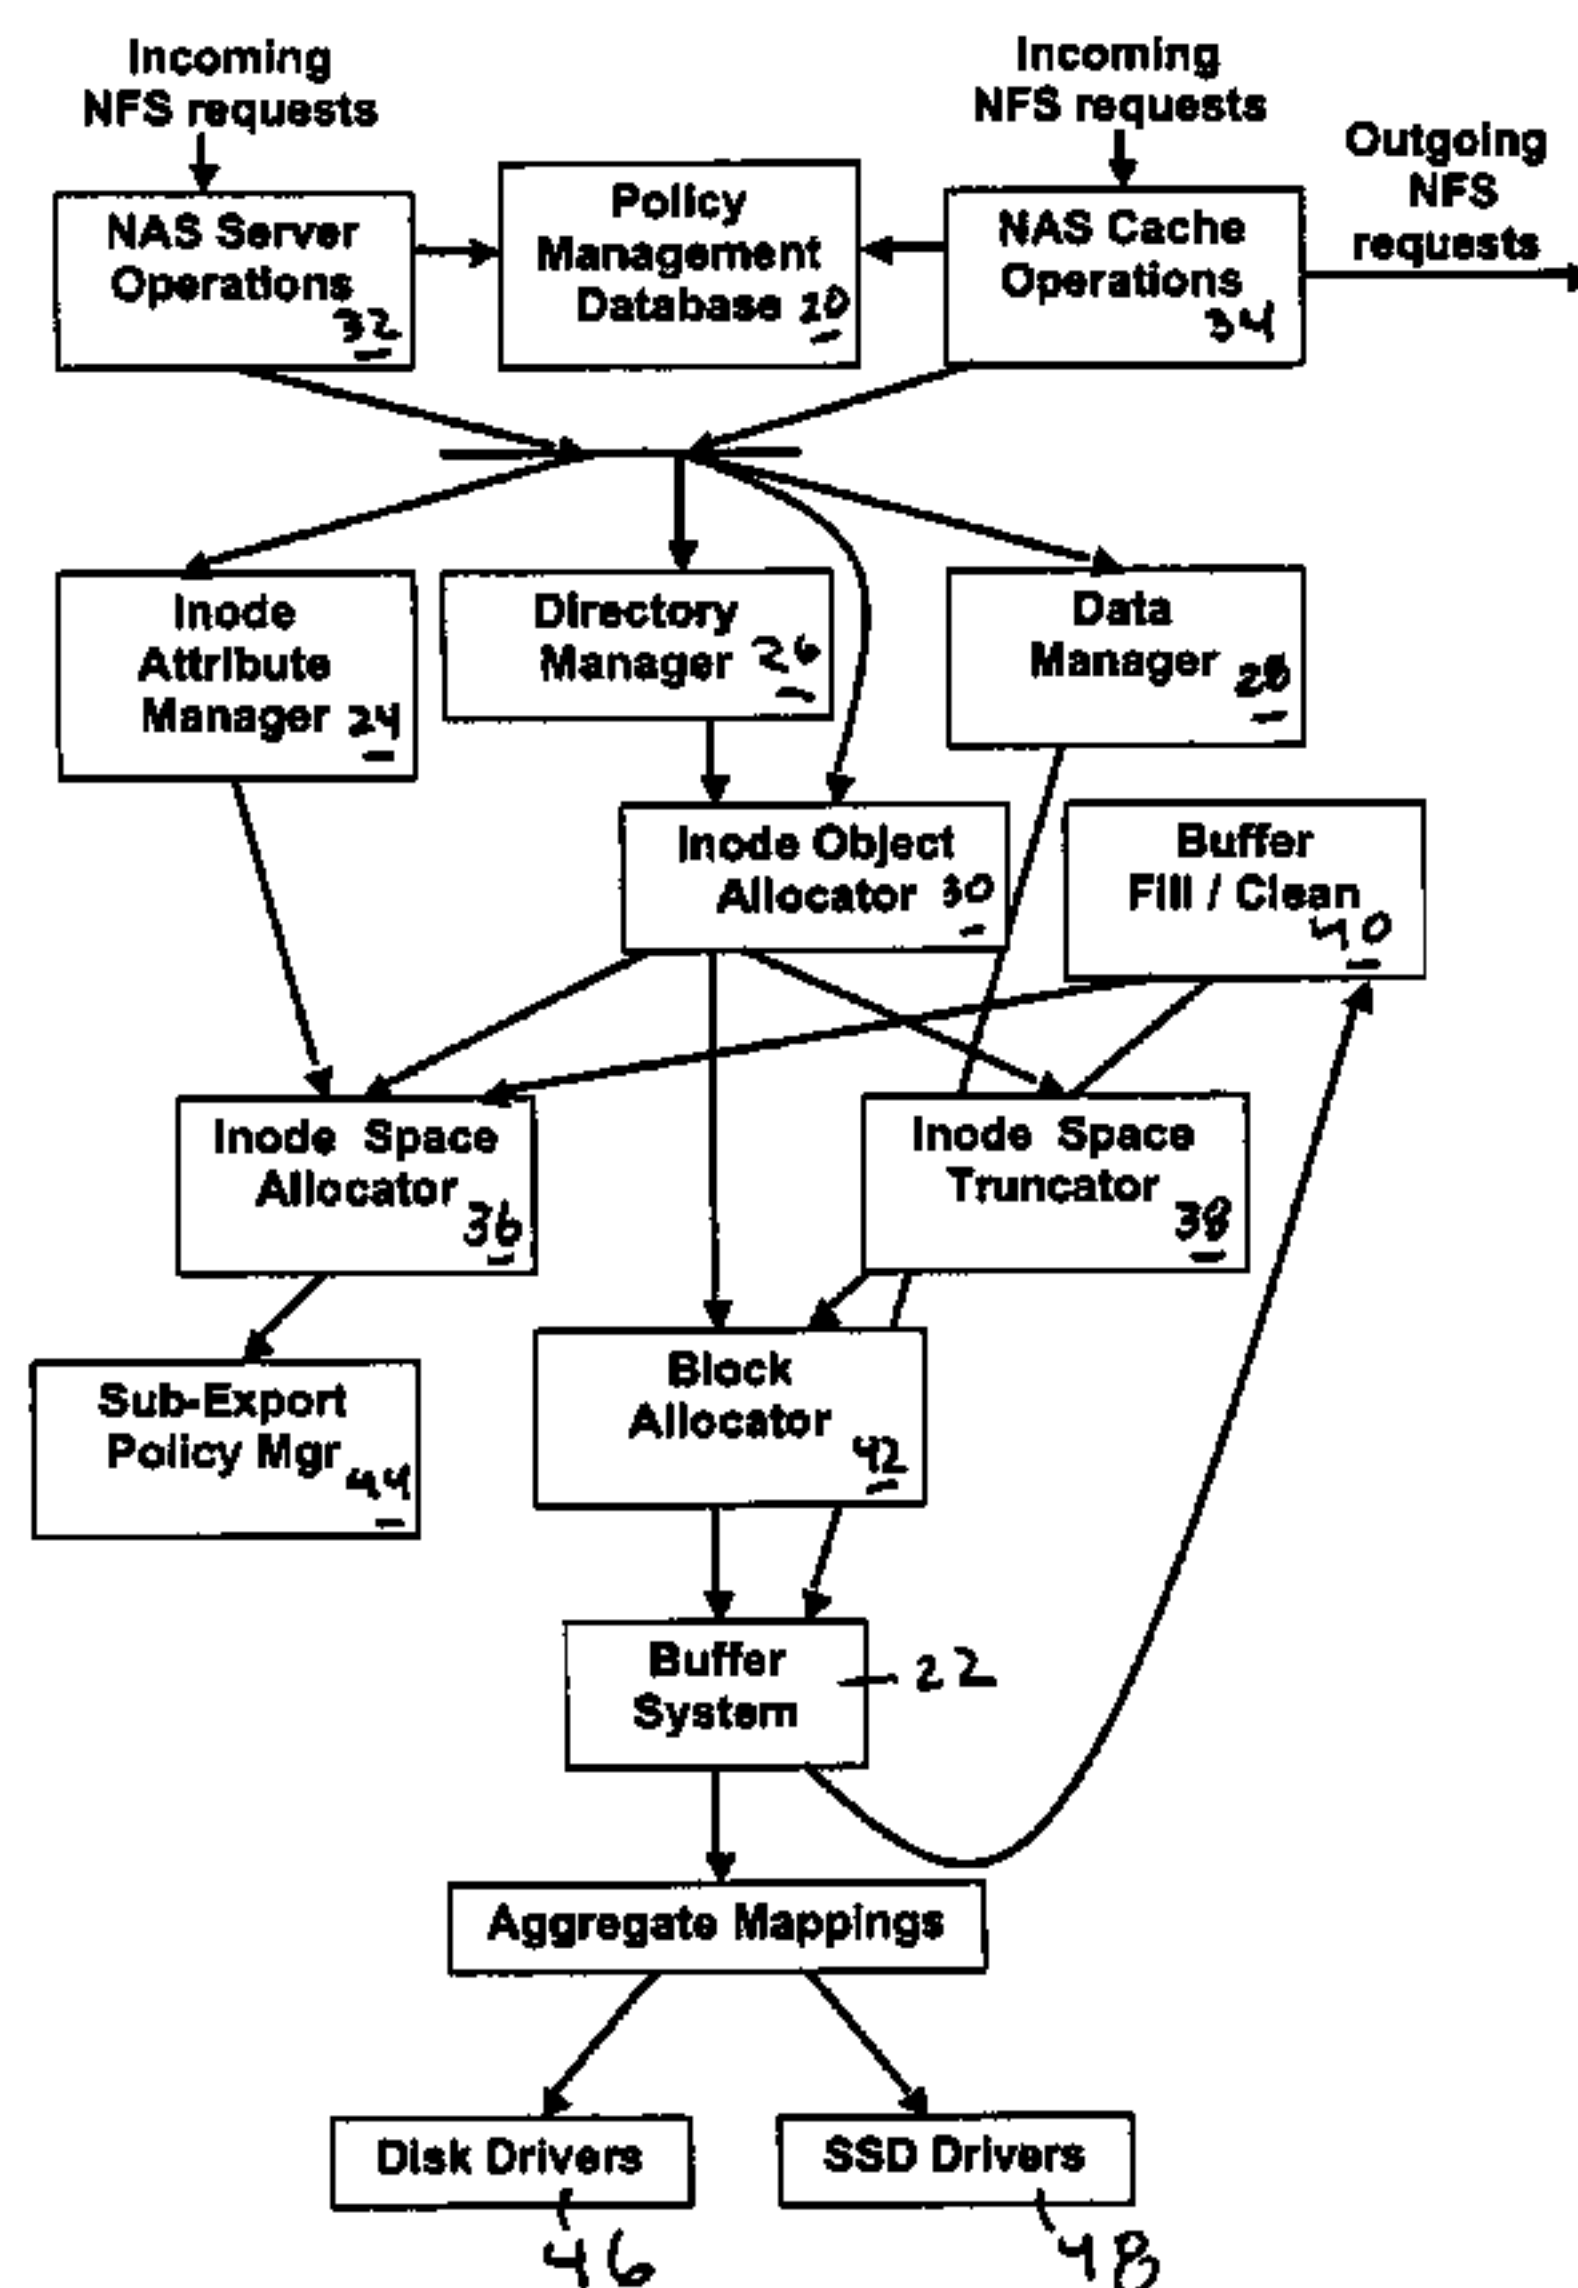 Incoming
NFS requests
Incoming
NFS requests
Outgoing
NFS
requests
NAS Server
Operations
32
Policy
Management
Database 20
NAS Cache
Operations
34
Inode
Attribute
Manager 24
Directory
Manager 26
Data
Manager 28
Inode Object
Allocator 30
Buffer
Fill / Clean
40
Inode Space
Allocator
36
Inode Space
Truncator
38
Sub-Export
Policy Mgr
44
Block
Allocator
42
Buffer
System
22
Aggregate Mappings
Disk Drivers
SSD Drivers
46
48